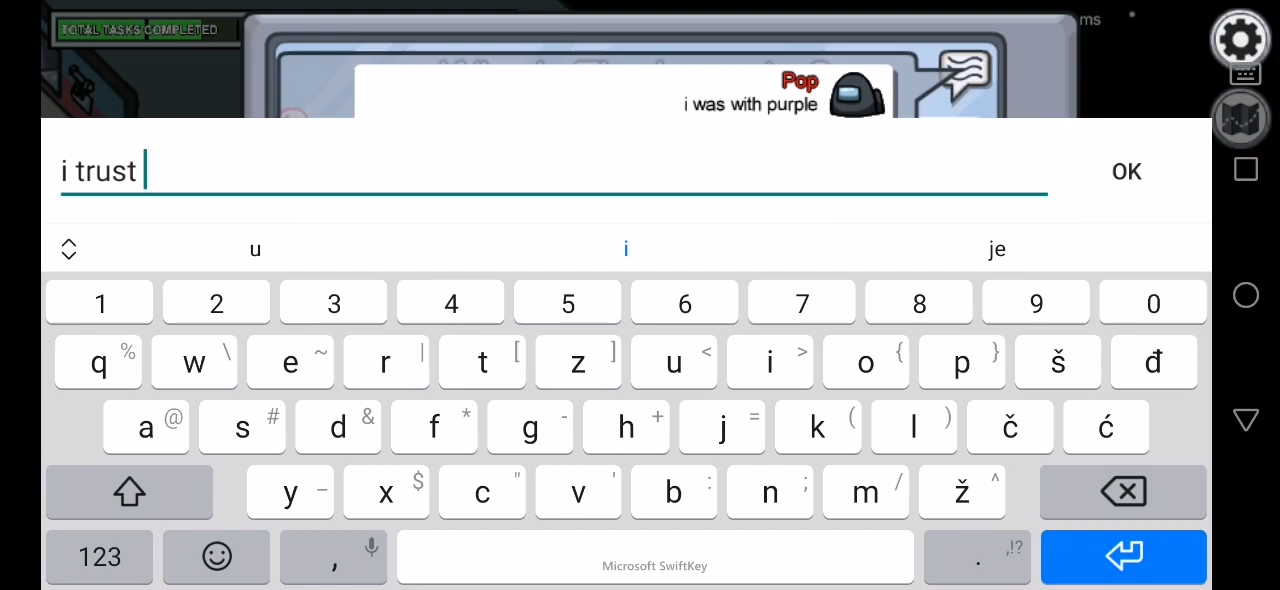 TOTAL TASKS COMPLETED
ms
Pop
i was with purple
i trust
OK
u i je
1 2 3 4 5 6 7 8 9 0
q % w \ e ~ r | t [ z ] u < i > o { p } š đ
a @ s # d & f * g - h + j = k ( l ) č ć
y _ x $ c " v ' b : n ; m / ž ^
123 , Microsoft SwiftKey . ,!?